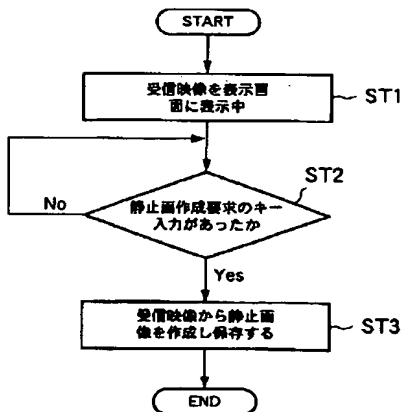 START
受信映像を表示画
面に表示中
ST1
ST2
静止画作成要求のキー
入力があったか
No
Yes
受信映像から静止画
像を作成し保存する
ST3
END